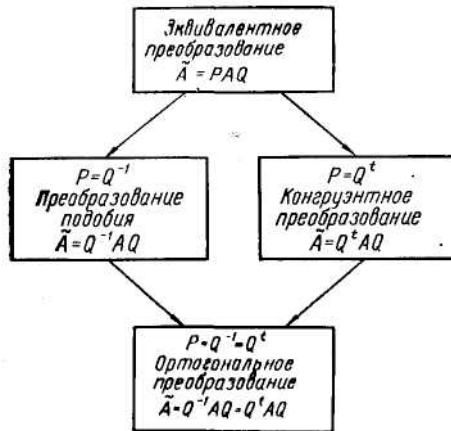 Эквивалентное
преобразование
Ã = PAQ
P=Q⁻¹
Преобразование
подобия
Ã=Q⁻¹AQ
P=Qᵗ
Конгруэнтное
преобразование
Ã=QᵗAQ
P=Q⁻¹=Qᵗ
Ортогональное
преобразование
Ã=Q⁻¹AQ=QᵗAQ